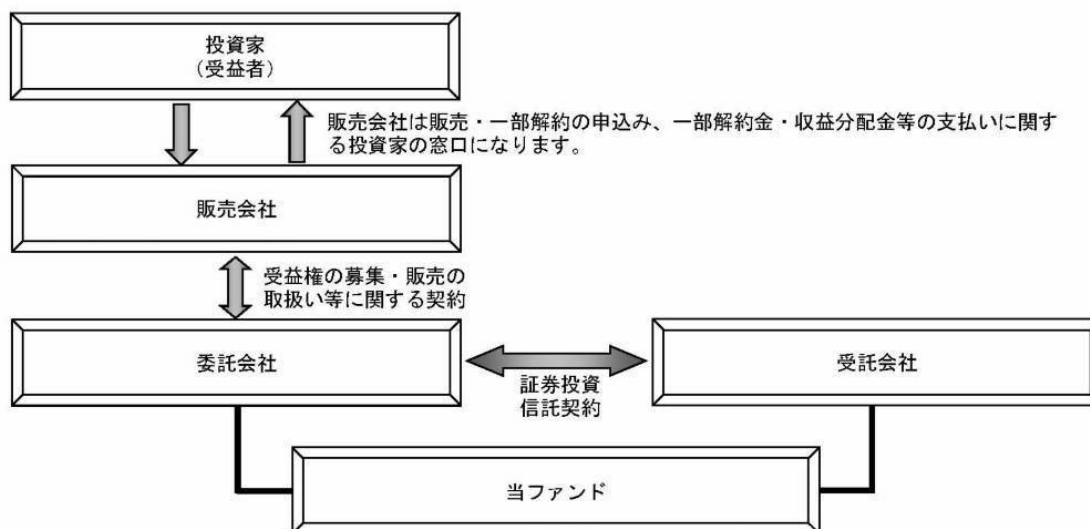 投資家
（受益者）
販売会社は販売・一部解約の申込み、一部解約金・収益分配金等の支払いに関す
る投資家の窓口になります。
販売会社
受益権の募集・販売の
取扱い等に関する契約
委託会社
証券投資
信託契約
受託会社
当ファンド